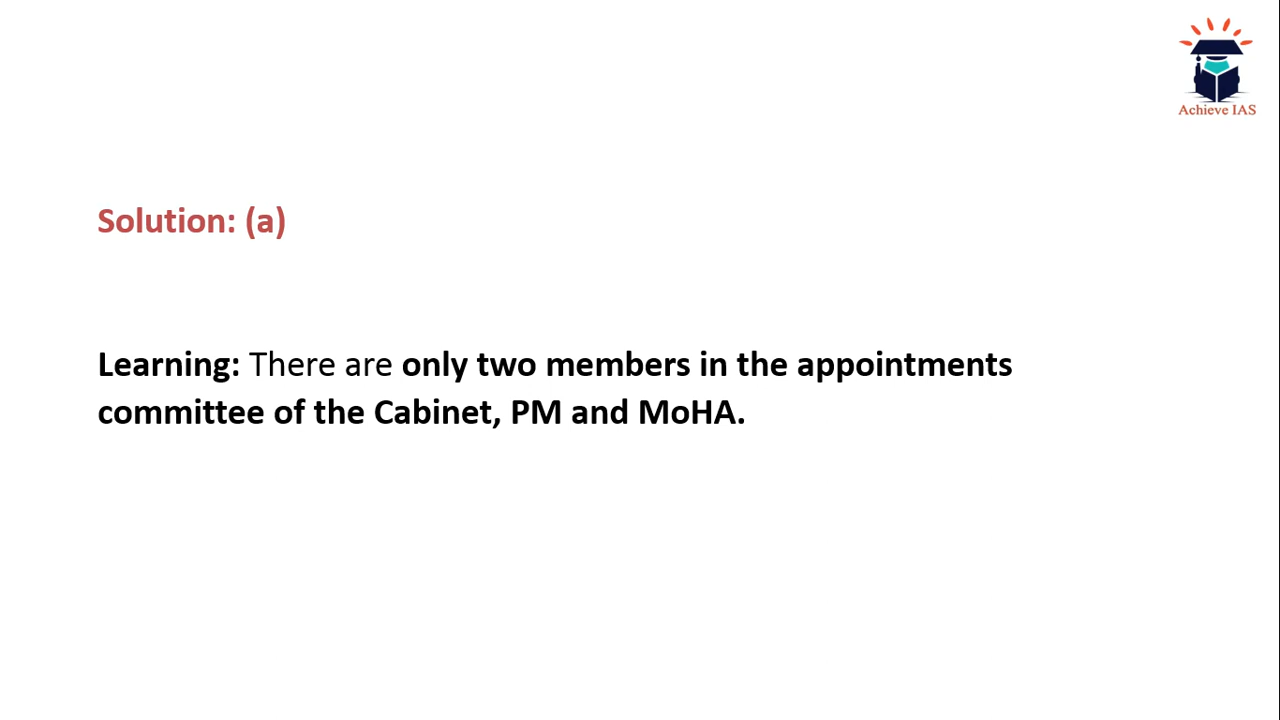 Achieve IAS
Solution: (a)
Learning: There are only two members in the appointments
committee of the Cabinet, PM and MoHA.